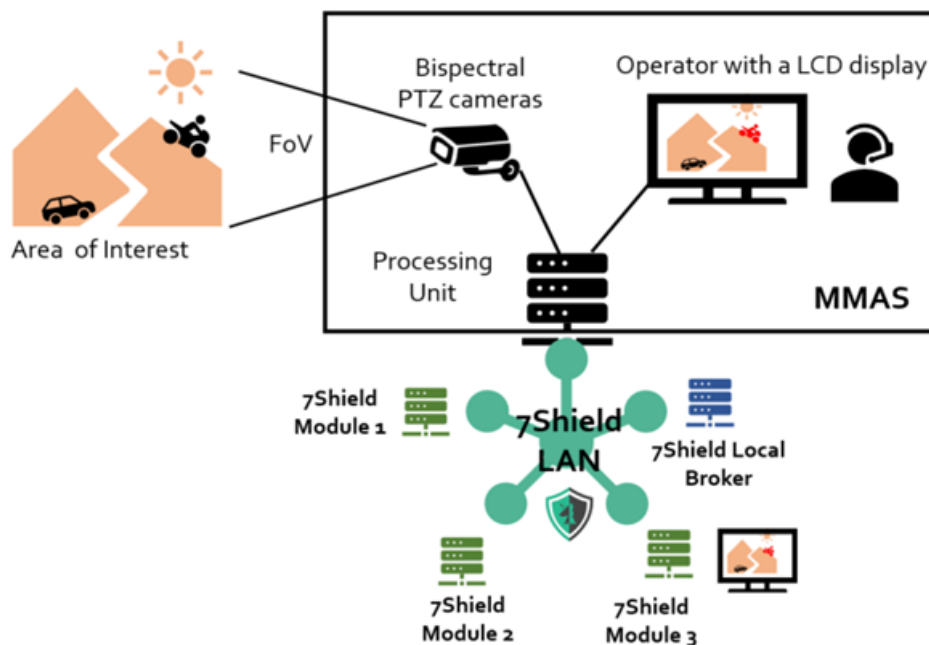 Bispectral
PTZ cameras
Operator with a LCD display
FoV
Area of Interest
Processing
Unit
MMAS
7Shield
Module 1
7Shield
LAN
7Shield Local
Broker
7Shield
Module 2
7Shield
Module 3